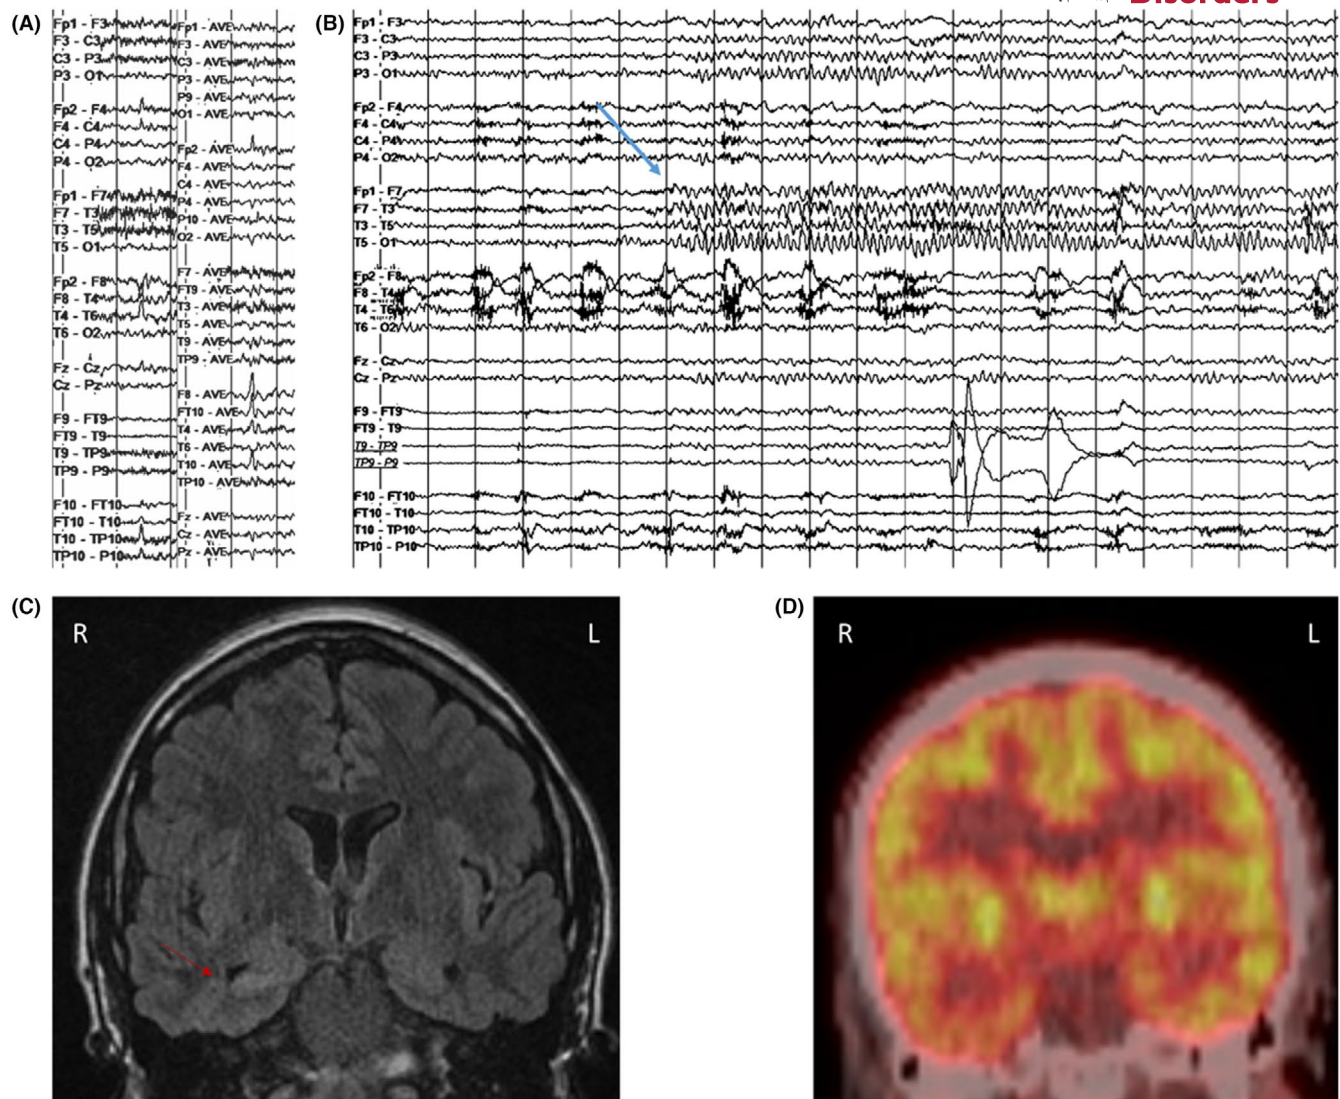 Disorders
(A)
Fp1 - F3
F3 - C3
C3 - P3
P3 - O1
Fp2 - F4
F4 - C4
C4 - P4
P4 - O2
Fp1 - F7
F7 - T3
T3 - T5
T5 - O1
Fp2 - F8
F8 - T4
T4 - T6
T6 - O2
Fz - Cz
Cz - Pz
F9 - FT9
FT9 - T9
T9 - TP9
TP9 - P9
F10 - FT10
FT10 - T10
T10 - TP10
TP10 - P10
Fp1 - AVE
F3 - AVE
C3 - AVE
P3 - AVE
P9 - AVE
O1 - AVE
Fp2 - AVE
F4 - AVE
C4 - AVE
P4 - AVE
P10 - AVE
O2 - AVE
F7 - AVE
FT9 - AVE
T3 - AVE
T5 - AVE
T9 - AVE
TP9 - AVE
F8 - AVE
FT10 - AVE
T4 - AVE
T6 - AVE
T10 - AVE
TP10 - AVE
Fz - AVE
Cz - AVE
Pz - AVE
(B)
Fp1 - F3
F3 - C3
C3 - P3
P3 - O1
Fp2 - F4
F4 - C4
C4 - P4
P4 - O2
Fp1 - F7
F7 - T3
T3 - T5
T5 - O1
Fp2 - F8
F8 - T4
T4 - T6
T6 - O2
Fz - Cz
Cz - Pz
F9 - FT9
FT9 - T9
T9 - TP9
TP9 - P9
F10 - FT10
FT10 - T10
T10 - TP10
TP10 - P10
(C)
R
L
(D)
R
L